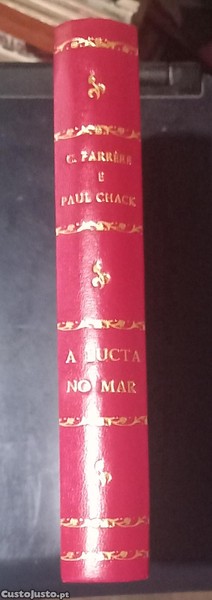 C. FARRÈRE
E
PAUL CHACK
A LUCTA
NO MAR
CustoJusto.pt